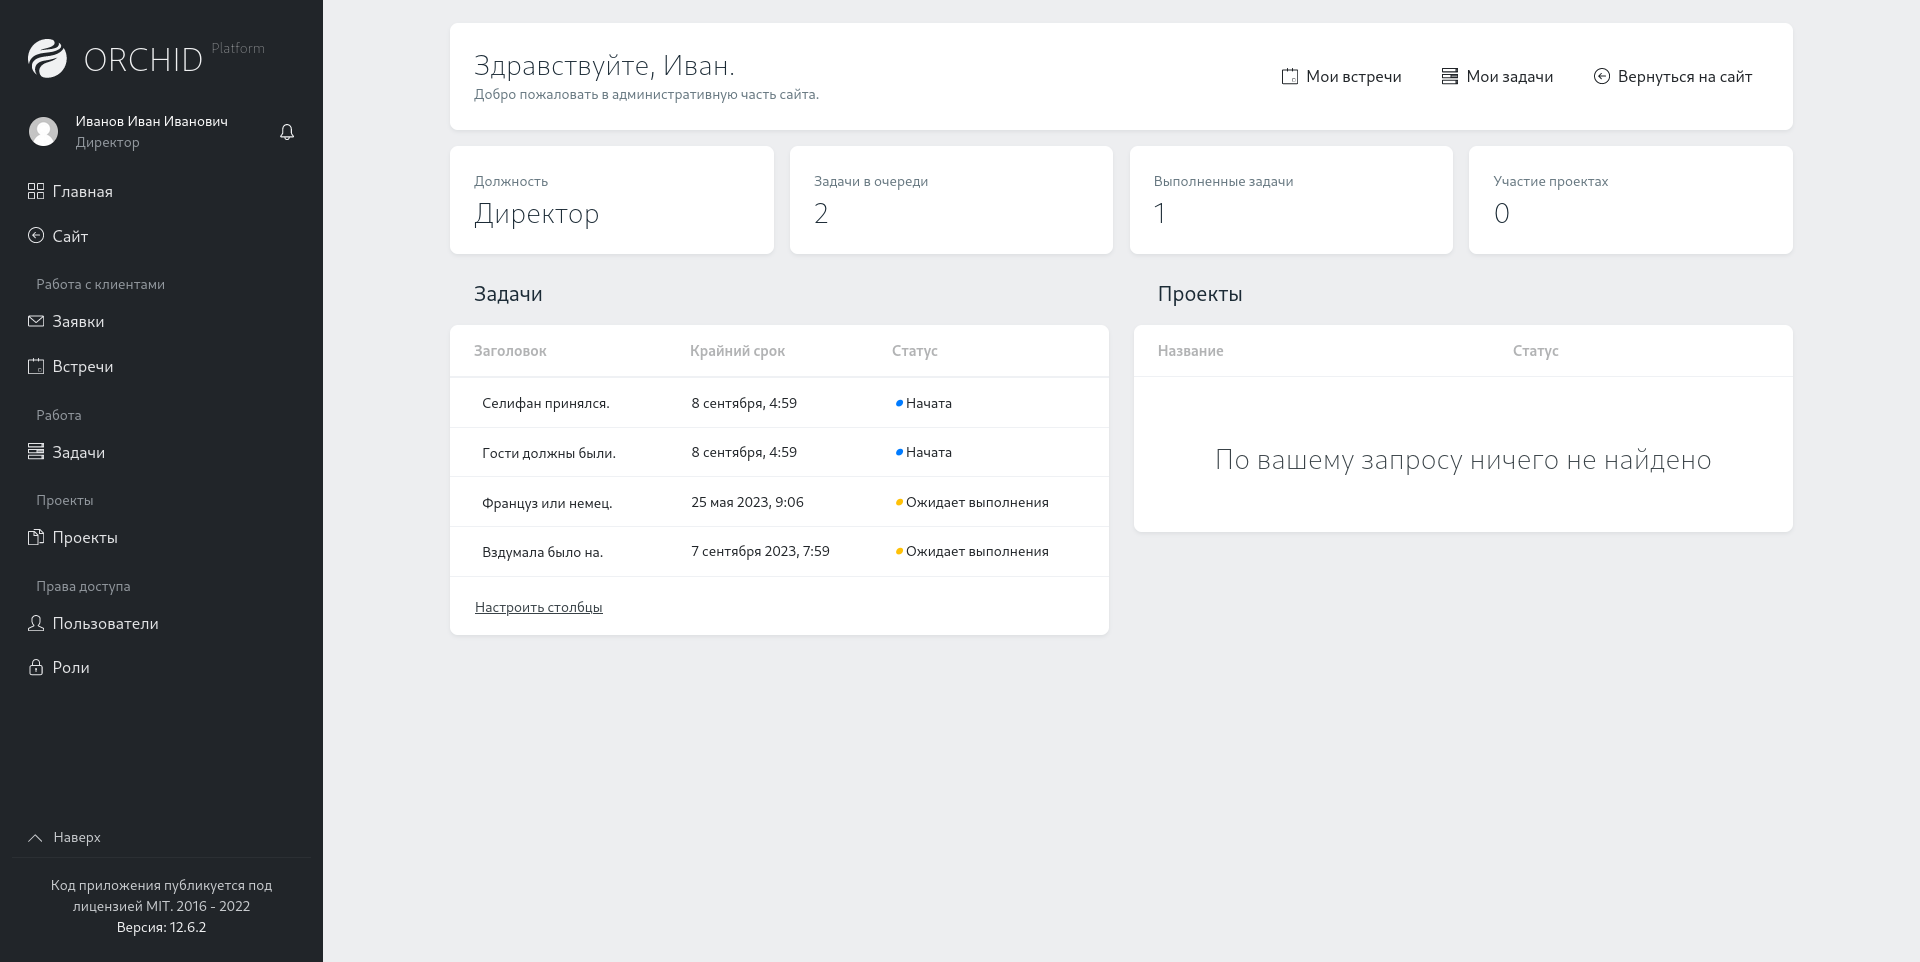 ORCHID Platform
Иванов Иван Иванович
Директор
Главная
Сайт
Работа с клиентами
Заявки
Встречи
Работа
Задачи
Проекты
Проекты
Права доступа
Пользователи
Роли
Наверх
Код приложения публикуется под
лицензией MIT. 2016 - 2022
Версия: 12.6.2
Здравствуйте, Иван.
Добро пожаловать в административную часть сайта.
Мои встречи Мои задачи Вернуться на сайт
Должность
Директор
Задачи в очереди
2
Выполненные задачи
1
Участие проектах
0
Задачи
Заголовок Крайний срок Статус
Селифан принялся. 8 сентября, 4:59 Начата
Гости должны были. 8 сентября, 4:59 Начата
Француз или немец. 25 мая 2023, 9:06 Ожидает выполнения
Вздумала было на. 7 сентября 2023, 7:59 Ожидает выполнения
Настроить столбцы
Проекты
Название Статус
По вашему запросу ничего не найдено